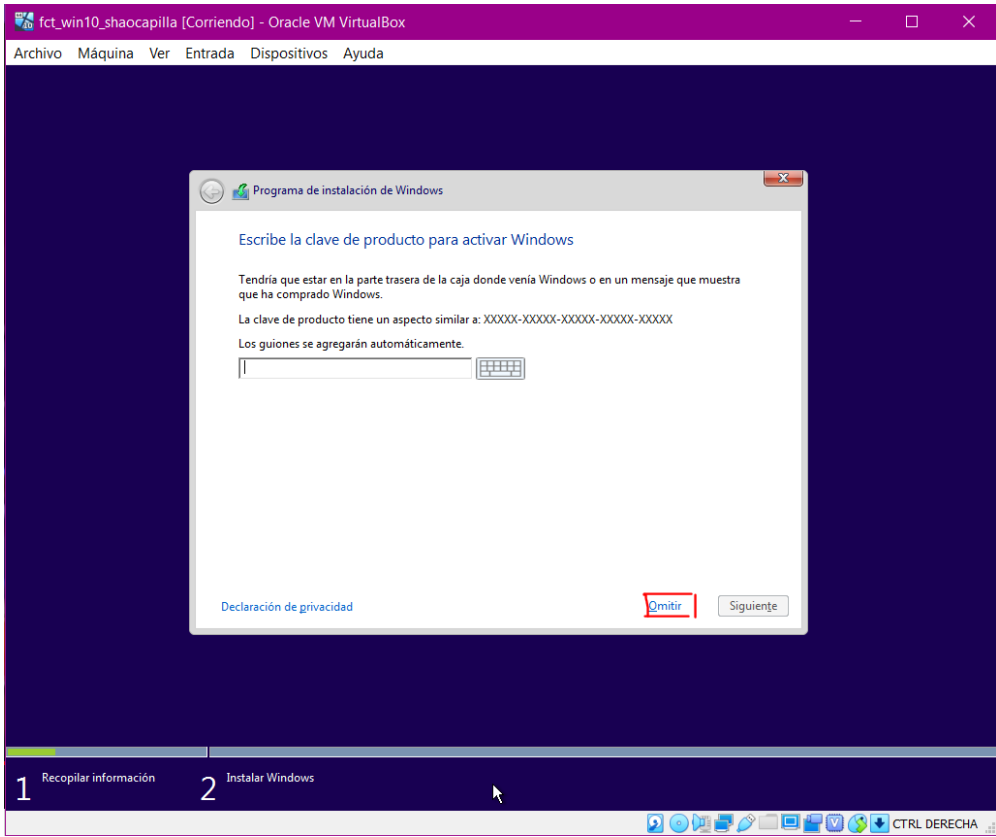 fct_win10_shaocapilla [Corriendo] - Oracle VM VirtualBox
Archivo Máquina Ver Entrada Dispositivos Ayuda
Programa de instalación de Windows
Escribe la clave de producto para activar Windows
Tendría que estar en la parte trasera de la caja donde venía Windows o en un mensaje que muestra
que ha comprado Windows.
La clave de producto tiene un aspecto similar a: XXXXX-XXXXX-XXXXX-XXXXX-XXXXX
Los guiones se agregarán automáticamente.
Declaración de privacidad
Omitir
Siguiente
1 Recopilar información
2 Instalar Windows
CTRL DERECHA